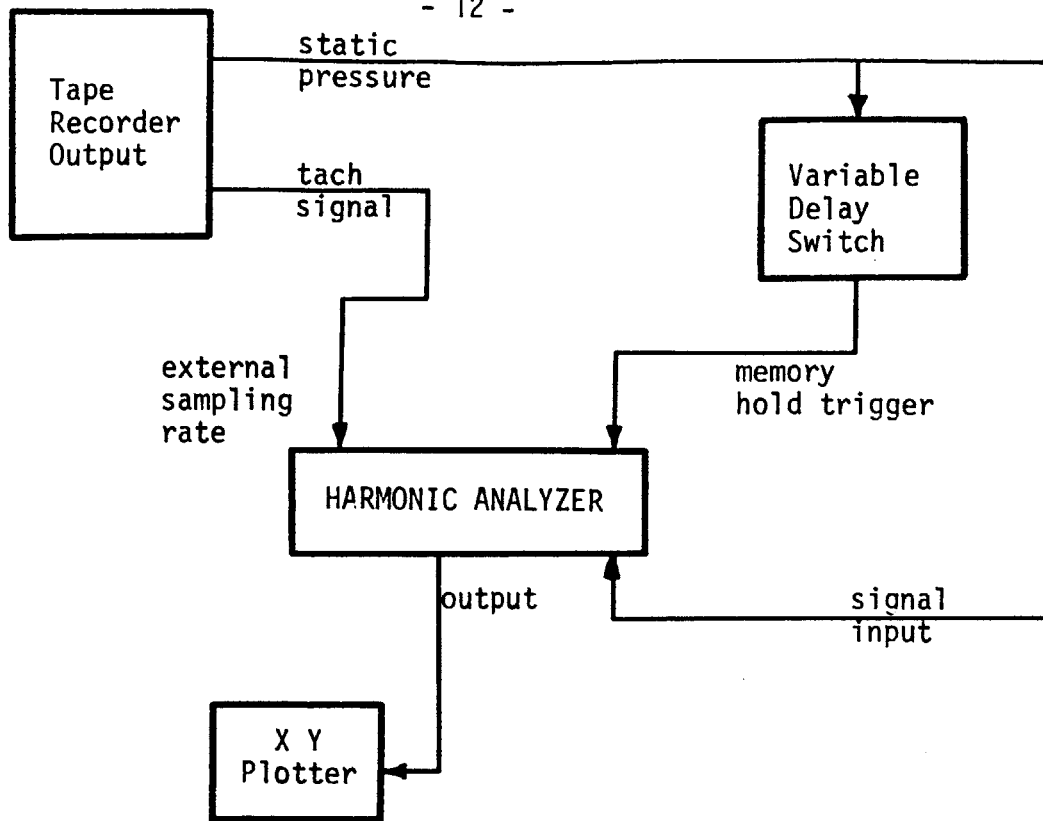 - 12 -
static
pressure
Tape
Recorder
Output
tach
signal
Variable
Delay
Switch
external
sampling
rate
memory
hold trigger
HARMONIC ANALYZER
output
signal
input
X Y
Plotter